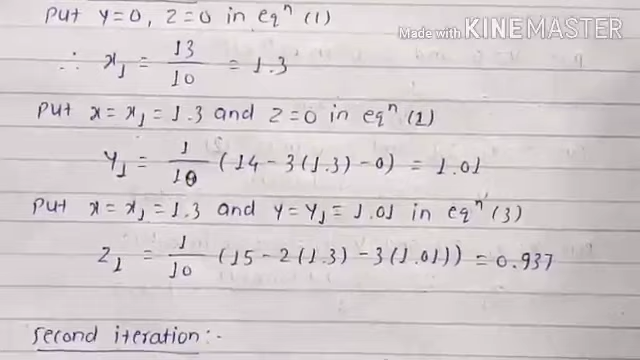 Put y=0, z=0 in eqⁿ (1)
Made with KINEMASTER
∴ x₁ = 13/10 = 1.3
Put x = x₁ = 1.3 and z=0 in eqⁿ (2)
y₁ = 1/10 (14 - 3(1.3) - 0) = 1.01
Put x = x₁ = 1.3 and y = y₁ = 1.01 in eqⁿ (3)
z₁ = 1/10 (15 - 2(1.3) - 3(1.01)) = 0.937
second iteration :-